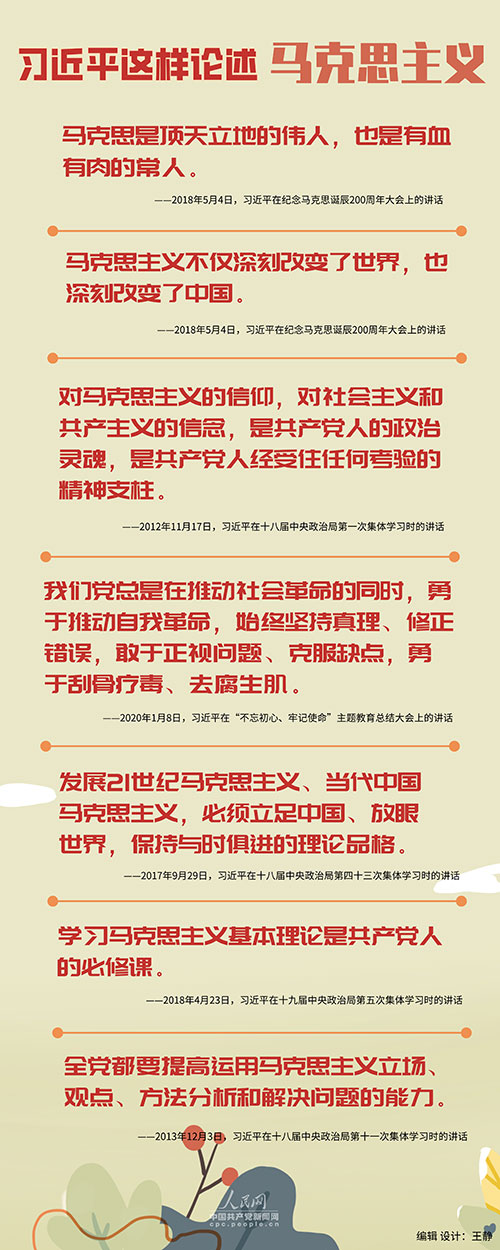 习近平这样论述 马克思主义
马克思是顶天立地的伟人，也是有血
有肉的常人。
——2018年5月4日，习近平在纪念马克思诞辰200周年大会上的讲话
马克思主义不仅深刻改变了世界，也
深刻改变了中国。
——2018年5月4日，习近平在纪念马克思诞辰200周年大会上的讲话
对马克思主义的信仰，对社会主义和
共产主义的信念，是共产党人的政治
灵魂，是共产党人经受住任何考验的
精神支柱。
——2012年11月17日，习近平在十八届中央政治局第一次集体学习时的讲话
我们党总是在推动社会革命的同时，勇
于推动自我革命，始终坚持真理、修正
错误，敢于正视问题、克服缺点，勇
于刮骨疗毒、去腐生肌。
——2020年1月8日，习近平在“不忘初心、牢记使命”主题教育总结大会上的讲话
发展21世纪马克思主义、当代中国
马克思主义，必须立足中国、放眼
世界，保持与时俱进的理论品格。
——2017年9月29日，习近平在十八届中央政治局第四十三次集体学习时的讲话
学习马克思主义基本理论是共产党人
的必修课。
——2018年4月23日，习近平在十九届中央政治局第五次集体学习时的讲话
全党都要提高运用马克思主义立场、
观点、方法分析和解决问题的能力。
——2013年12月3日，习近平在十八届中央政治局第十一次集体学习时的讲话
人民网
中国共产党新闻网
cpc.people.com.cn
编辑 设计：王静